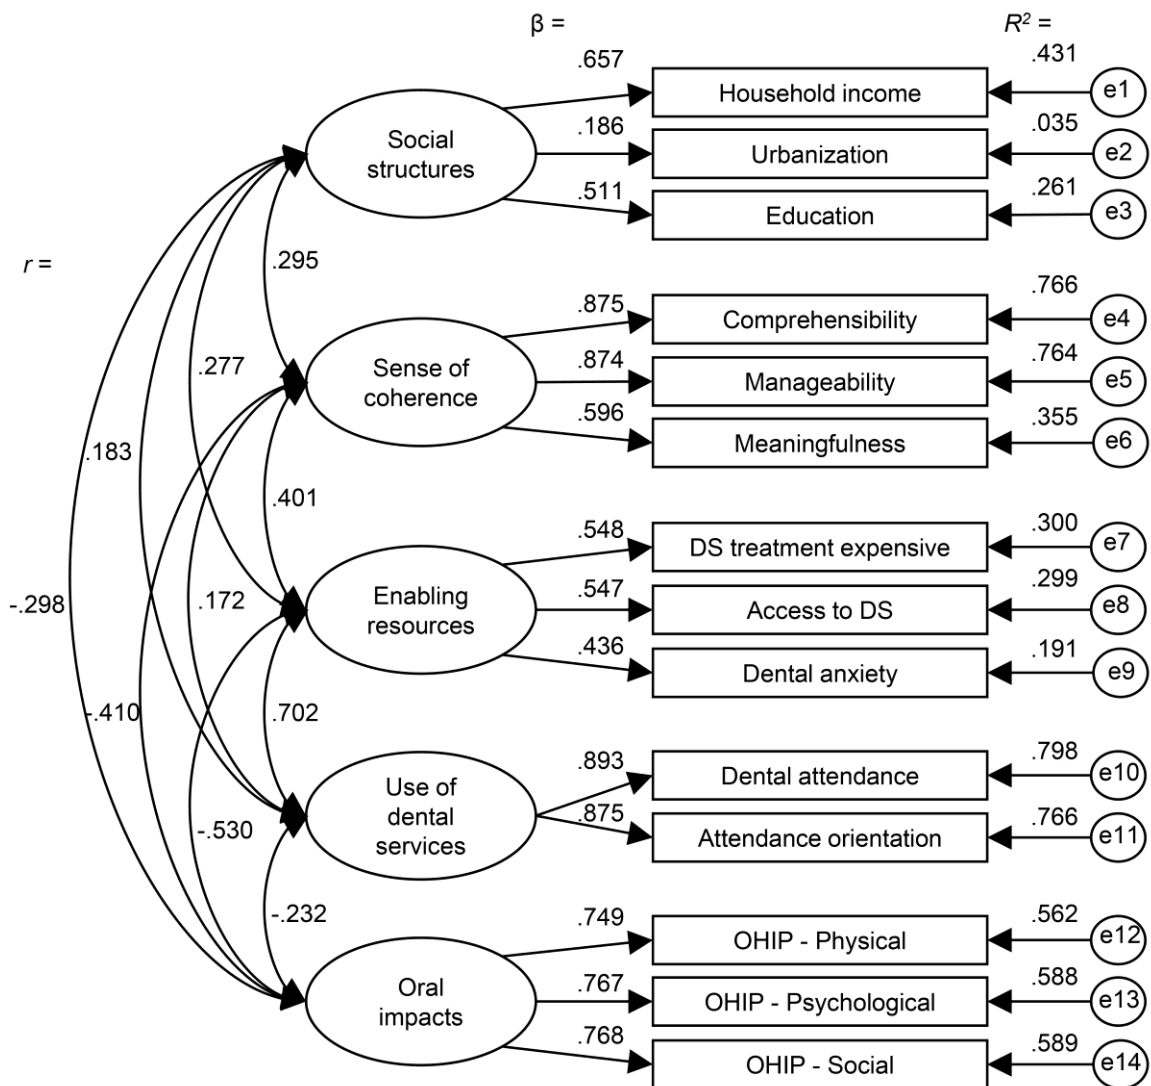 β =
R² =
.657
Household income
.431
e1
Social
structures
.186
Urbanization
.035
e2
.511
Education
.261
e3
r =
.295
.875
Comprehensibility
.766
e4
Sense of
coherence
.874
Manageability
.764
e5
.596
Meaningfulness
.355
e6
.277
.183
.401
.548
DS treatment expensive
.300
e7
Enabling
resources
.547
Access to DS
.299
e8
.436
Dental anxiety
.191
e9
-.298
.172
-.410
.702
.893
Dental attendance
.798
e10
Use of
dental
services
.875
Attendance orientation
.766
e11
-.530
-.232
.749
OHIP - Physical
.562
e12
Oral
impacts
.767
OHIP - Psychological
.588
e13
.768
OHIP - Social
.589
e14